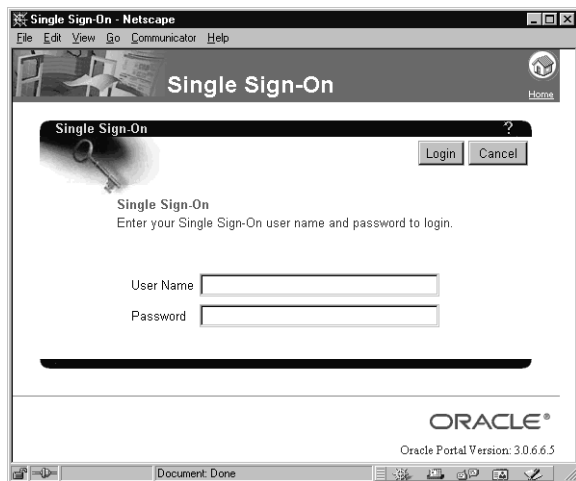 Single Sign-On - Netscape
File Edit View Go Communicator Help
Single Sign-On
Home
Single Sign-On ?
Login Cancel
Single Sign-On
Enter your Single Sign-On user name and password to login.
User Name
Password
ORACLE®
Oracle Portal Version: 3.0.6.6.5
Document: Done